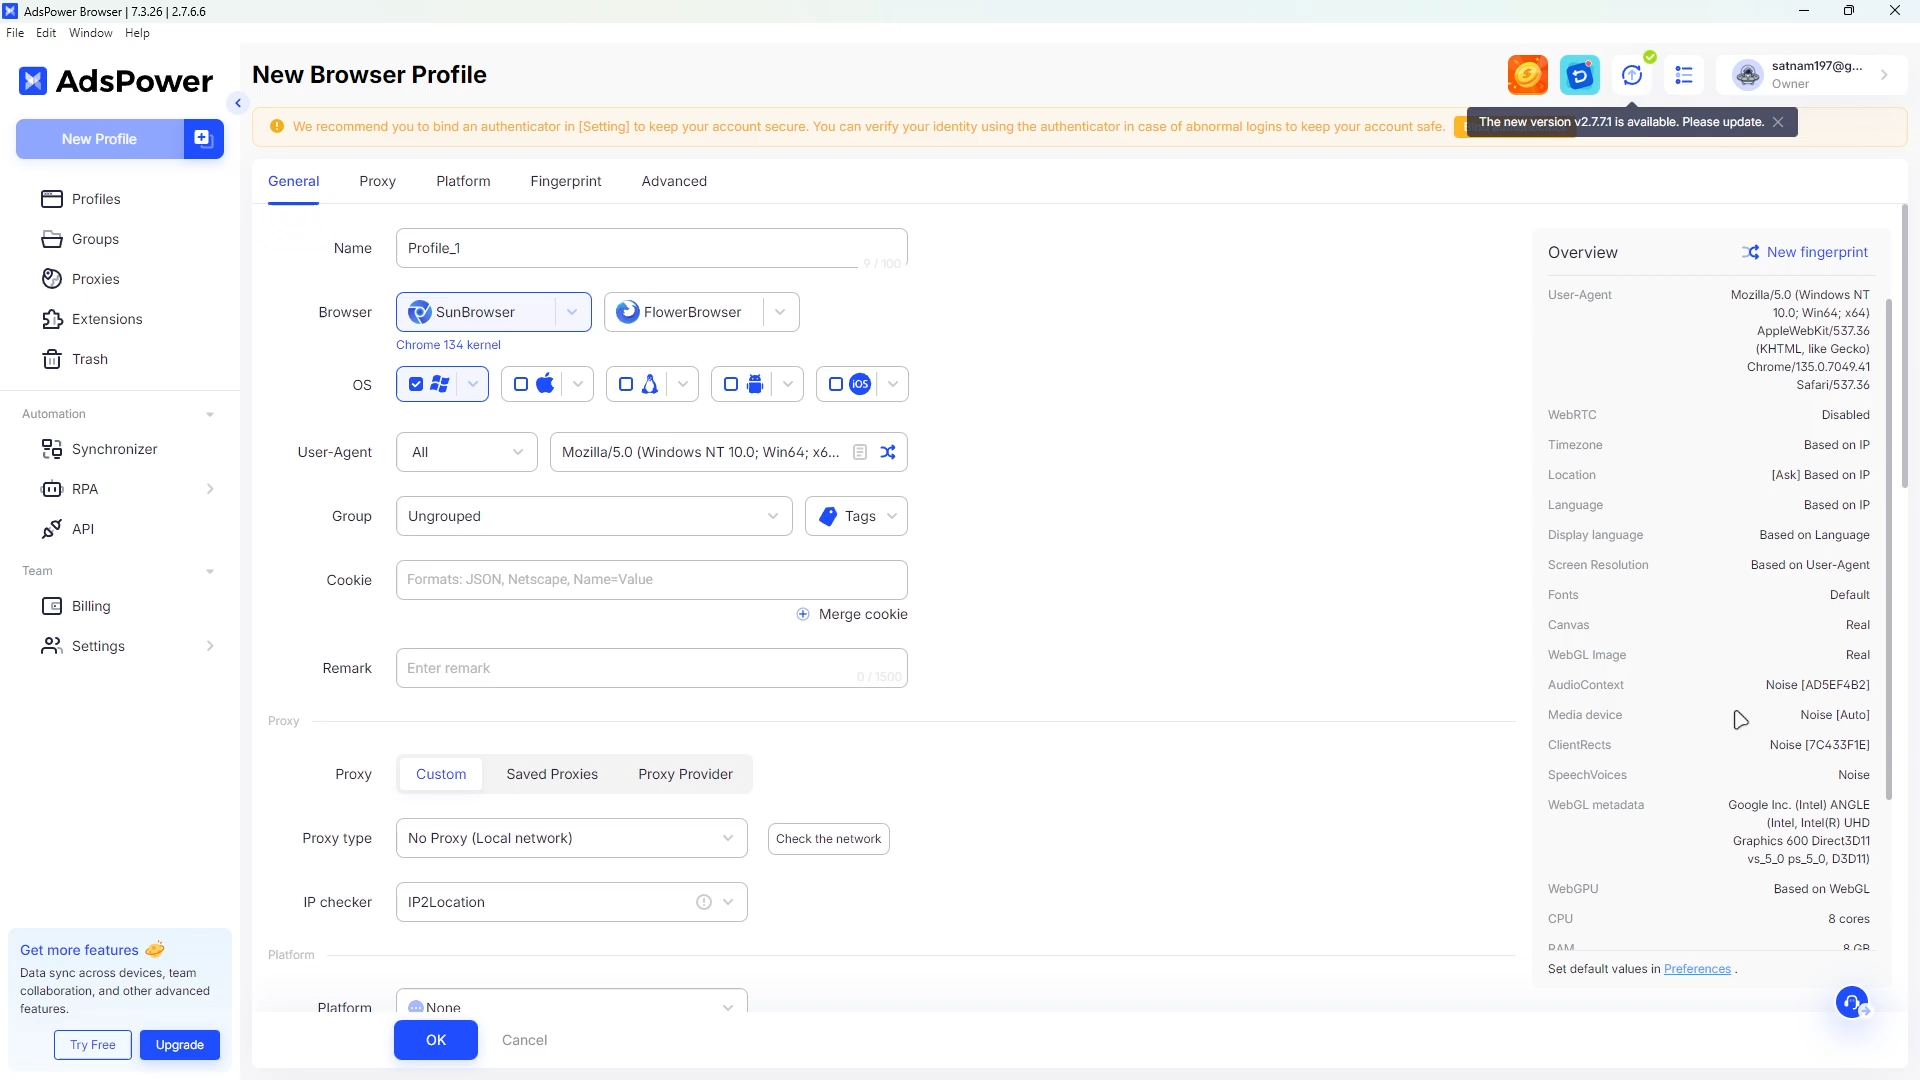 AdsPower Browser | 7.3.26 | 2.7.6.6
File Edit Window Help
AdsPower
New Browser Profile
satnam197@g...
Owner
New Profile
We recommend you to bind an authenticator in [Setting] to keep your account secure. You can verify your identity using the authenticator in case of abnormal logins to keep your account safe.
The new version v2.7.7.1 is available. Please update.
Profiles
Groups
Proxies
Extensions
Trash
Automation
Synchronizer
RPA
API
Team
Billing
Settings
Get more features
Data sync across devices, team
collaboration, and other advanced
features.
Try Free Upgrade
General Proxy Platform Fingerprint Advanced
Name Profile_1
9 / 100
Browser SunBrowser FlowerBrowser
Chrome 134 kernel
OS iOS
User-Agent All Mozilla/5.0 (Windows NT 10.0; Win64; x6...
Group Ungrouped Tags
Cookie Formats: JSON, Netscape, Name=Value
Merge cookie
Remark Enter remark
0 / 1500
Proxy
Proxy Custom Saved Proxies Proxy Provider
Proxy type No Proxy (Local network) Check the network
IP checker IP2Location
Platform
Platform None
OK Cancel
Overview New fingerprint
User-Agent Mozilla/5.0 (Windows NT
10.0; Win64; x64)
AppleWebKit/537.36
(KHTML, like Gecko)
Chrome/135.0.7049.41
Safari/537.36
WebRTC Disabled
Timezone Based on IP
Location [Ask] Based on IP
Language Based on IP
Display language Based on Language
Screen Resolution Based on User-Agent
Fonts Default
Canvas Real
WebGL Image Real
AudioContext Noise [AD5EF4B2]
Media device Noise [Auto]
ClientRects Noise [7C433F1E]
SpeechVoices Noise
WebGL metadata Google Inc. (Intel) ANGLE
(Intel, Intel(R) UHD
Graphics 600 Direct3D11
vs_5_0 ps_5_0, D3D11)
WebGPU Based on WebGL
CPU 8 cores
RAM 8 GB
Set default values in Preferences .